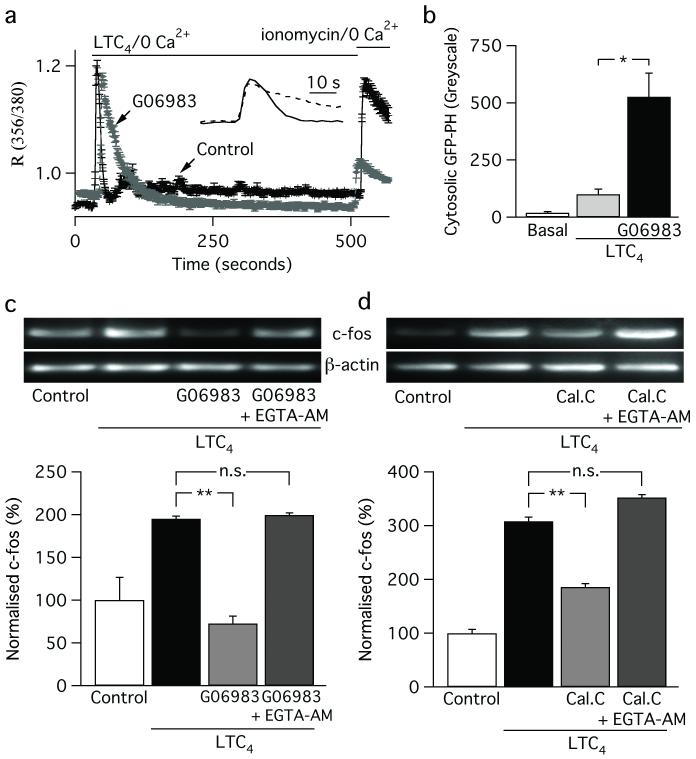 a
LTC4/0 Ca2+
ionomycin/0 Ca2+
1.2
1.0
R (356/380)
G06983
Control
10 s
0
250
500
Time (seconds)
b
Cytosolic GFP-PH (Greyscale)
750
500
250
0
*
Basal
G06983
LTC4
c
c-fos
β-actin
Control
G06983
G06983
+ EGTA-AM
LTC4
Normalised c-fos (%)
250
200
150
100
50
0
n.s.
**
Control
G06983
G06983
+ EGTA-AM
LTC4
d
Control
Cal.C
Cal.C
+ EGTA-AM
LTC4
Normalised c-fos (%)
400
300
200
100
0
n.s.
**
Control
Cal.C
Cal.C
+ EGTA-AM
LTC4